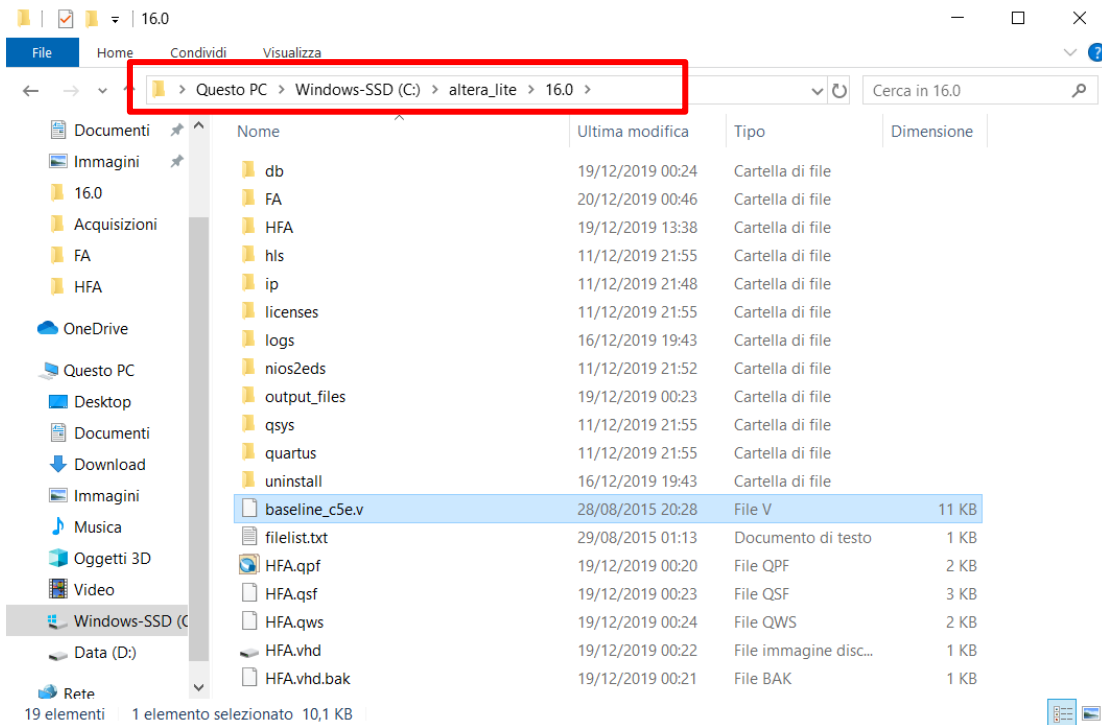 16.0
File Home Condividi Visualizza
Questo PC > Windows-SSD (C:) > altera_lite > 16.0 >
Cerca in 16.0
Documenti
Immagini
16.0
Acquisizioni
FA
HFA
OneDrive
Questo PC
Desktop
Documenti
Download
Immagini
Musica
Oggetti 3D
Video
Windows-SSD (C
Data (D:)
Rete
Nome Ultima modifica Tipo Dimensione
db 19/12/2019 00:24 Cartella di file
FA 20/12/2019 00:46 Cartella di file
HFA 19/12/2019 13:38 Cartella di file
hls 11/12/2019 21:55 Cartella di file
ip 11/12/2019 21:48 Cartella di file
licenses 11/12/2019 21:55 Cartella di file
logs 16/12/2019 19:43 Cartella di file
nios2eds 11/12/2019 21:52 Cartella di file
output_files 19/12/2019 00:23 Cartella di file
qsys 11/12/2019 21:55 Cartella di file
quartus 11/12/2019 21:55 Cartella di file
uninstall 16/12/2019 19:43 Cartella di file
baseline_c5e.v 28/08/2015 20:28 File V 11 KB
filelist.txt 29/08/2015 01:13 Documento di testo 1 KB
HFA.qpf 19/12/2019 00:20 File QPF 2 KB
HFA.qsf 19/12/2019 00:23 File QSF 3 KB
HFA.qws 19/12/2019 00:24 File QWS 2 KB
HFA.vhd 19/12/2019 00:22 File immagine disc... 1 KB
HFA.vhd.bak 19/12/2019 00:21 File BAK 1 KB
19 elementi 1 elemento selezionato 10,1 KB